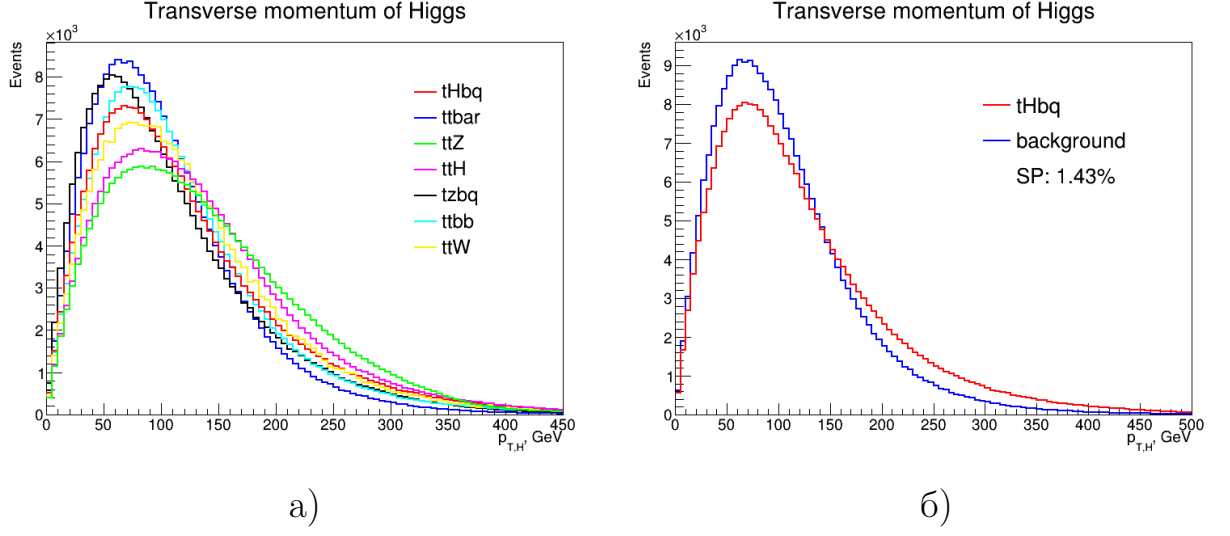 Transverse momentum of Higgs
×10³
Events
8
7
6
5
4
3
2
1
0
tHbq
ttbar
ttZ
ttH
tzbq
ttbb
ttW
0 50 100 150 200 250 300 350 400 450
p_T,H, GeV
а)
Transverse momentum of Higgs
×10³
Events
9
8
7
6
5
4
3
2
1
0
tHbq
background
SP: 1.43%
0 50 100 150 200 250 300 350 400 450 500
p_T,H, GeV
б)